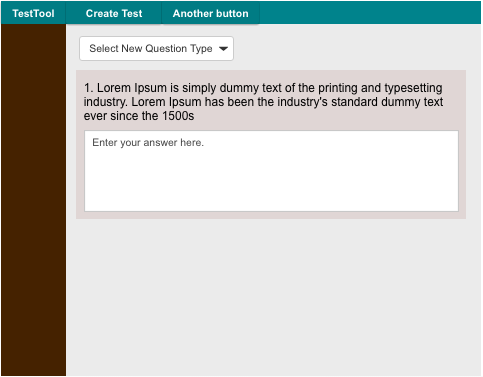 TestTool Create Test Another button
Select New Question Type
1. Lorem Ipsum is simply dummy text of the printing and typesetting
industry. Lorem Ipsum has been the industry's standard dummy text
ever since the 1500s
Enter your answer here.